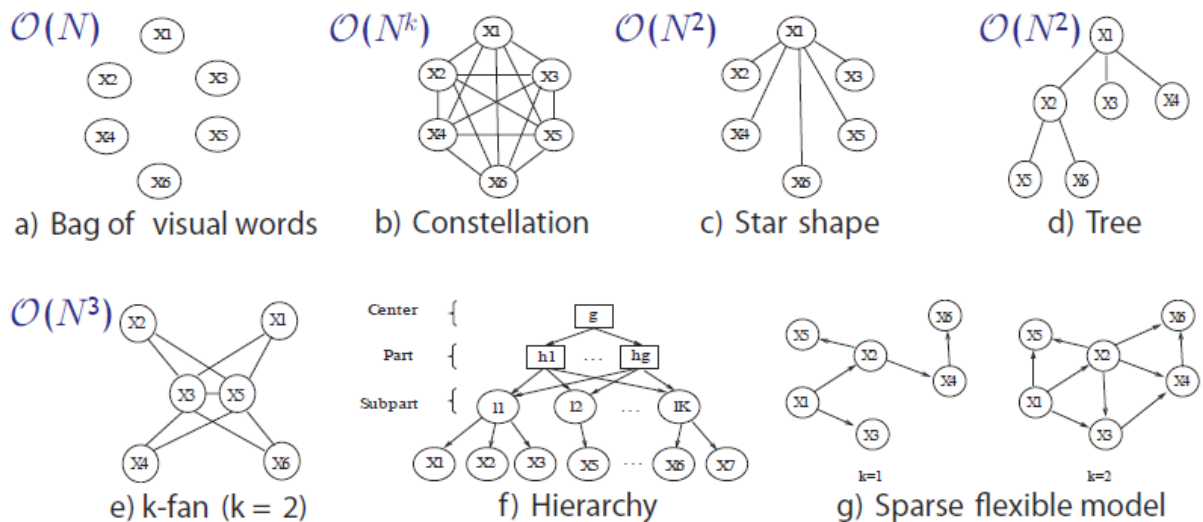 O(N)
X1
X2
X3
X4
X5
X6
a) Bag of visual words
O(N^k)
X1
X2
X3
X4
X5
X6
b) Constellation
O(N^2)
X1
X2
X3
X4
X5
X6
c) Star shape
O(N^2)
X1
X2
X3
X4
X5
X6
d) Tree
O(N^3)
X2
X1
X3
X5
X4
X6
e) k-fan (k = 2)
Center
g
Part
h1 ... hg
Subpart
l1 l2 ... lK
X1 X2 X3 X5 ... X6 X7
f) Hierarchy
X6
X5
X2
X4
X1
X3
k=1
X6
X5
X2
X4
X1
X3
k=2
g) Sparse flexible model